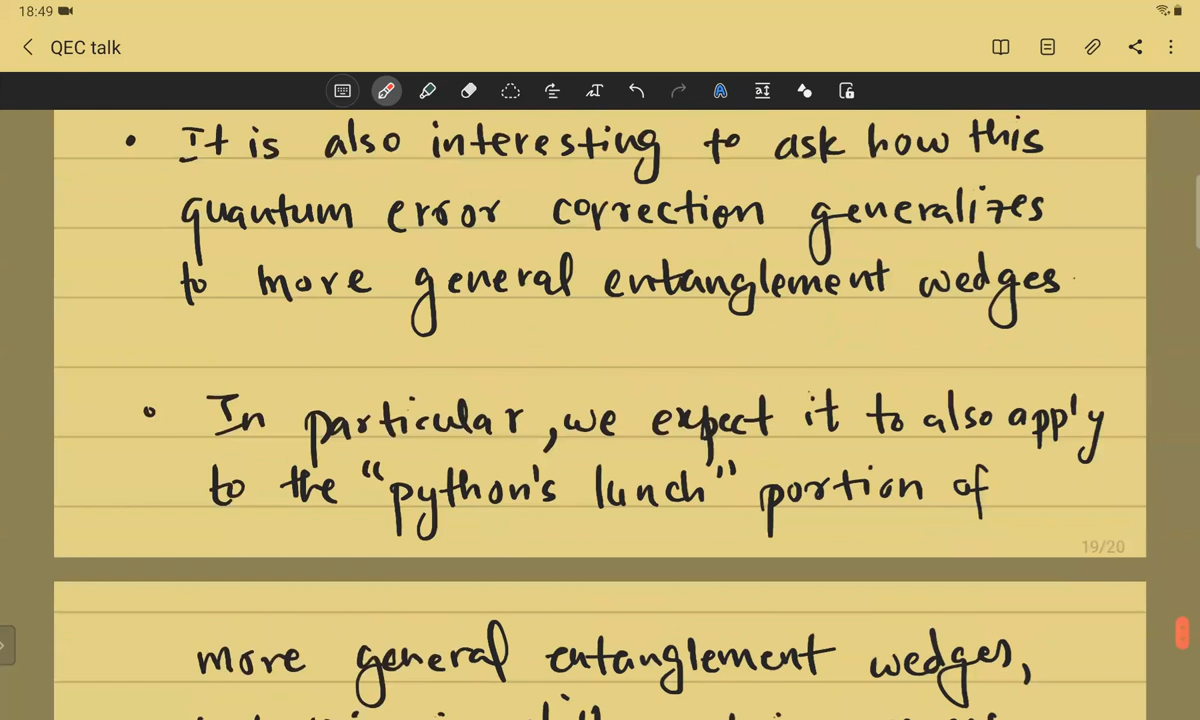 18:49
QEC talk
• It is also interesting to ask how this
quantum error correction generalizes
to more general entanglement wedges
• In particular, we expect it to also apply
to the "python's lunch" portion of
19/20
more general entanglement wedges,